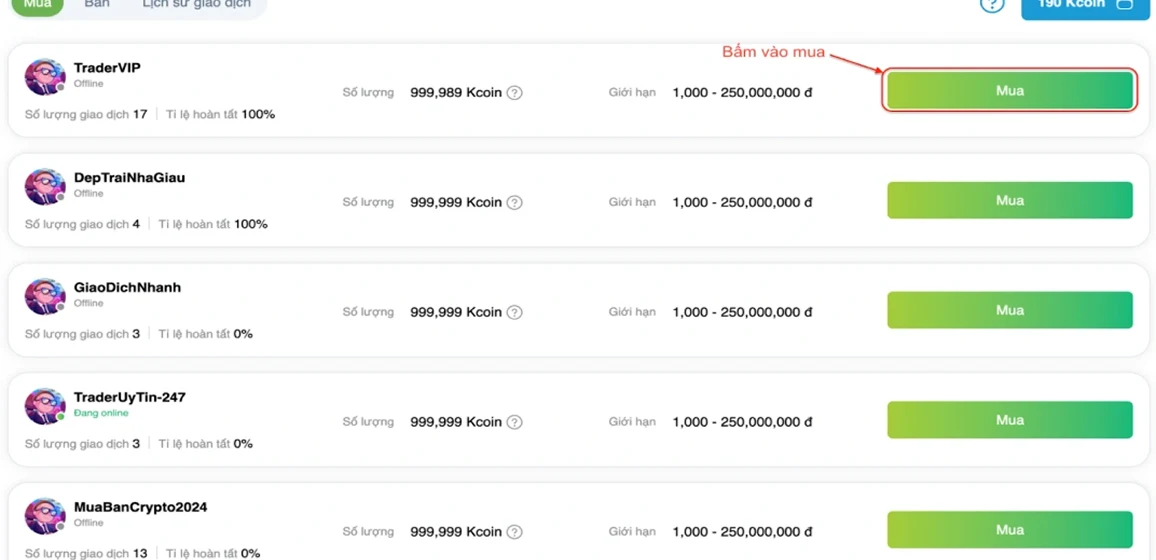 Mua Bán Lịch sử giao dịch ? 190 Kcoin
Bấm vào mua
TraderVIP
Offline
Số lượng 999,989 Kcoin ? Giới hạn 1,000 - 250,000,000 đ Mua
Số lượng giao dịch 17 | Tỉ lệ hoàn tất 100%
DepTraiNhaGiau
Offline
Số lượng 999,999 Kcoin ? Giới hạn 1,000 - 250,000,000 đ Mua
Số lượng giao dịch 4 | Tỉ lệ hoàn tất 100%
GiaoDichNhanh
Offline
Số lượng 999,999 Kcoin ? Giới hạn 1,000 - 250,000,000 đ Mua
Số lượng giao dịch 3 | Tỉ lệ hoàn tất 0%
TraderUyTin-247
Đang online
Số lượng 999,999 Kcoin ? Giới hạn 1,000 - 250,000,000 đ Mua
Số lượng giao dịch 3 | Tỉ lệ hoàn tất 0%
MuaBanCrypto2024
Offline
Số lượng 999,999 Kcoin ? Giới hạn 1,000 - 250,000,000 đ Mua
Số lượng giao dịch 13 | Tỉ lệ hoàn tất 0%